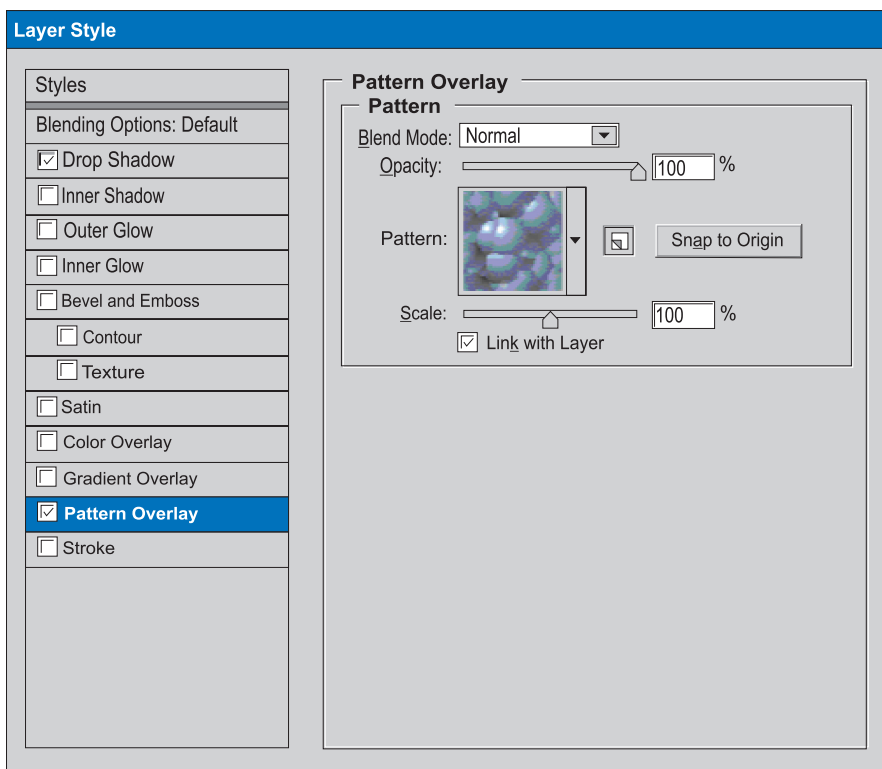 Layer Style
Styles
Blending Options: Default
Drop Shadow
Inner Shadow
Outer Glow
Inner Glow
Bevel and Emboss
Contour
Texture
Satin
Color Overlay
Gradient Overlay
Pattern Overlay
Stroke
Pattern Overlay
Pattern
Blend Mode: Normal
Opacity: 100 %
Pattern: Snap to Origin
Scale: 100 %
Link with Layer